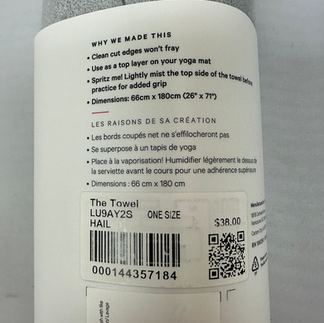 WHY WE MADE THIS
• Clean cut edges won't fray
• Use as a top layer on your yoga mat
• Spritz me! Lightly mist the top side of the towel before
practice for added grip
• Dimensions: 66cm x 180cm (26" x 71")
LES RAISONS DE SA CRÉATION
• Les bords coupés net ne s'effilocheront pas
• Se superpose à un tapis de yoga
• Place à la vaporisation! Humidifier légèrement le dessus de
la serviette avant le cours pour une adhérence supérieure
• Dimensions : 66 cm x 180 cm
The Towel
LU9AY2S ONE SIZE
HAIL
$38.00
000144357184